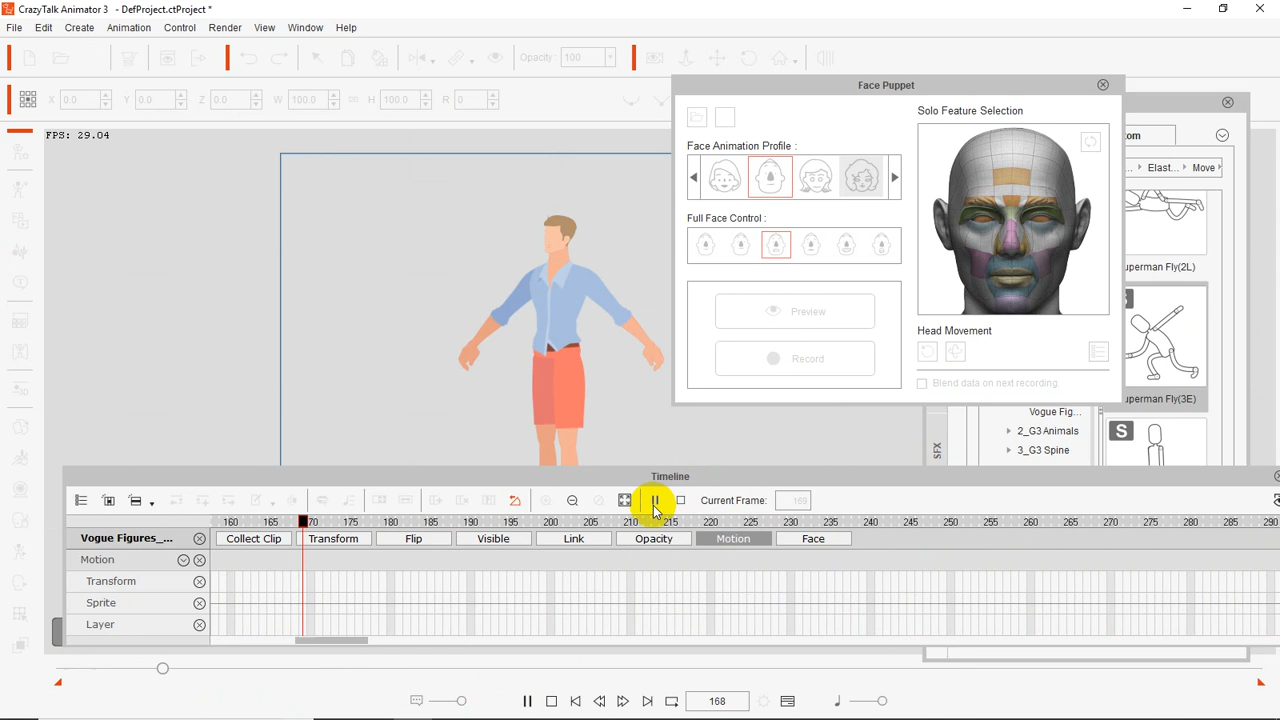 CrazyTalk Animator 3 - DefProject.ctProject *
File Edit Create Animation Control Render View Window Help
Opacity : 100
X 0.0 Y 0.0 Z 0.0 W 100.0 H 100.0 R 0
FPS: 29.04
Face Puppet
Solo Feature Selection
Face Animation Profile :
Full Face Control :
Preview
Record
Head Movement
Blend data on next recording.
tom
... Elast... Move
uperman Fly(2L)
S
uperman Fly(3E)
Vogue Fig...
2_G3 Animals
3_G3 Spine
S
SFX
Timeline
Current Frame: 169
160 165 170 175 180 185 190 195 200 205 210 215 220 225 230 235 240 245 250 255 260 265 270 275 280 285 290
Vogue Figures_... Collect Clip Transform Flip Visible Link Opacity Motion Face
Motion
Transform
Sprite
Layer
168